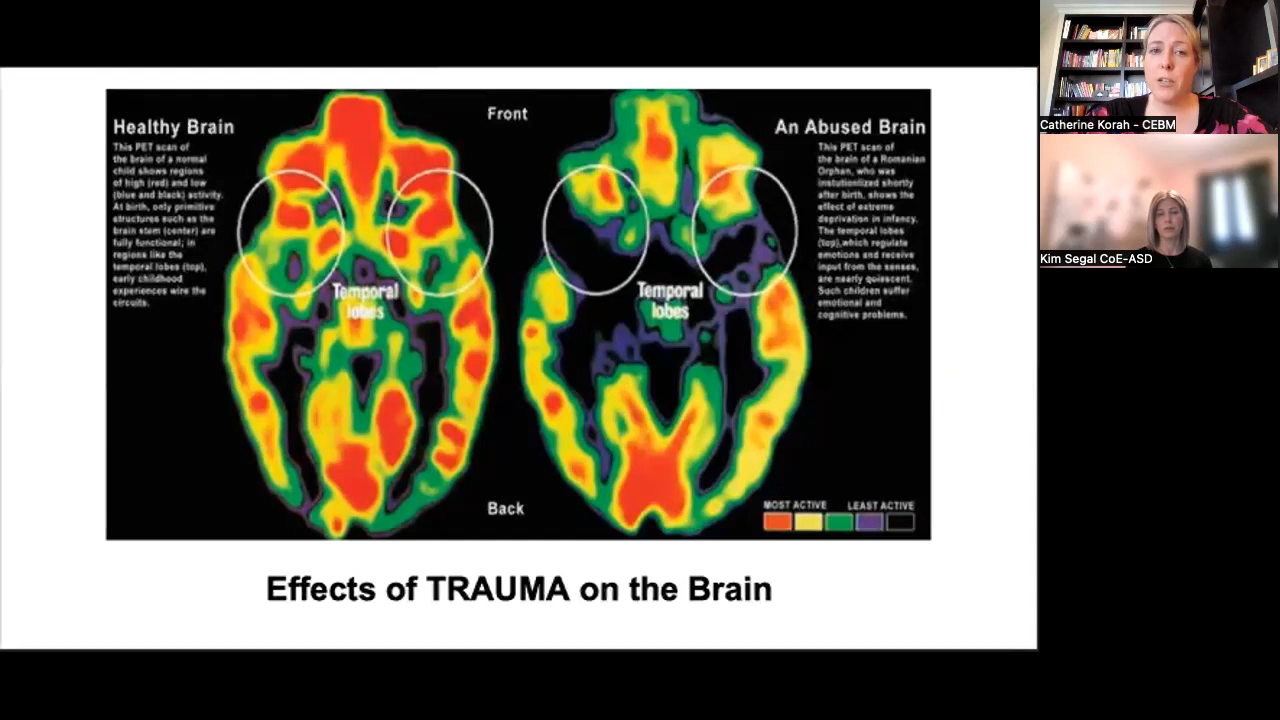 Front
Healthy Brain
This PET scan of
the brain of a normal
child shows regions
of high (red) and low
(blue and black) activity.
At birth, only primitive
structures such as the
brain stem (center) are
fully functional; in
regions like the
temporal lobes (top),
early childhood
experiences wire the
circuits.
Temporal
lobes
An Abused Brain
This PET scan of
the brain of a Romanian
Orphan, who was
institutionalized shortly
after birth, shows the
effect of extreme
deprivation in infancy.
The temporal lobes
(top),which regulate
emotions and receive
input from the senses,
are nearly quiescent.
Such children suffer
emotional and
cognitive problems.
Temporal
lobes
Back
MOST ACTIVE LEAST ACTIVE
Effects of TRAUMA on the Brain
Catherine Korah - CEBM
Kim Segal CoE-ASD